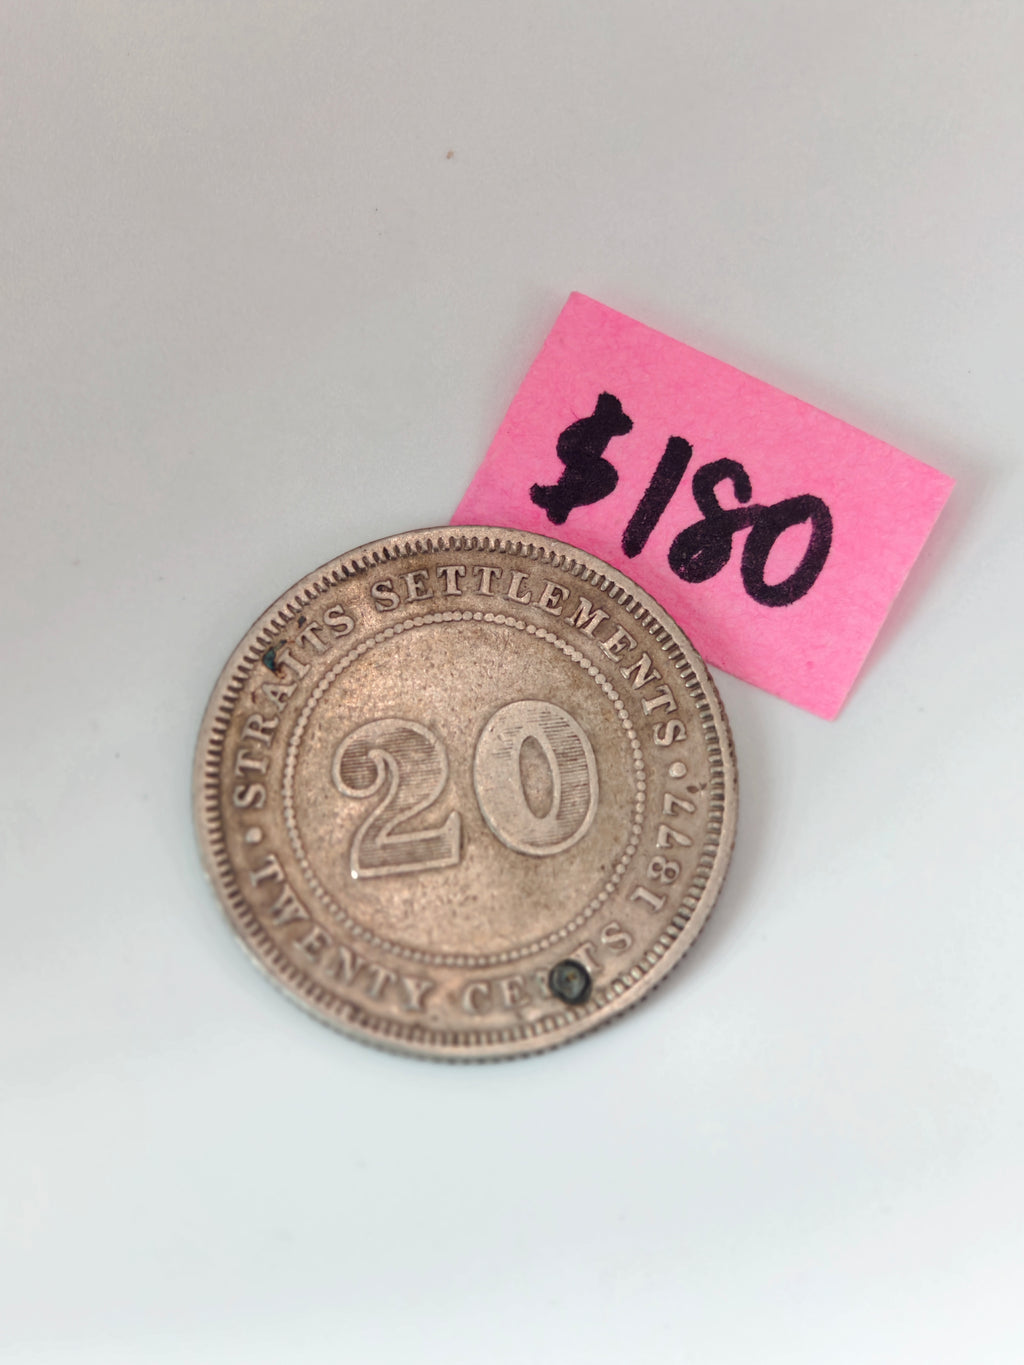 $180
STRAITS SETTLEMENTS
20
TWENTY CENTS 1877